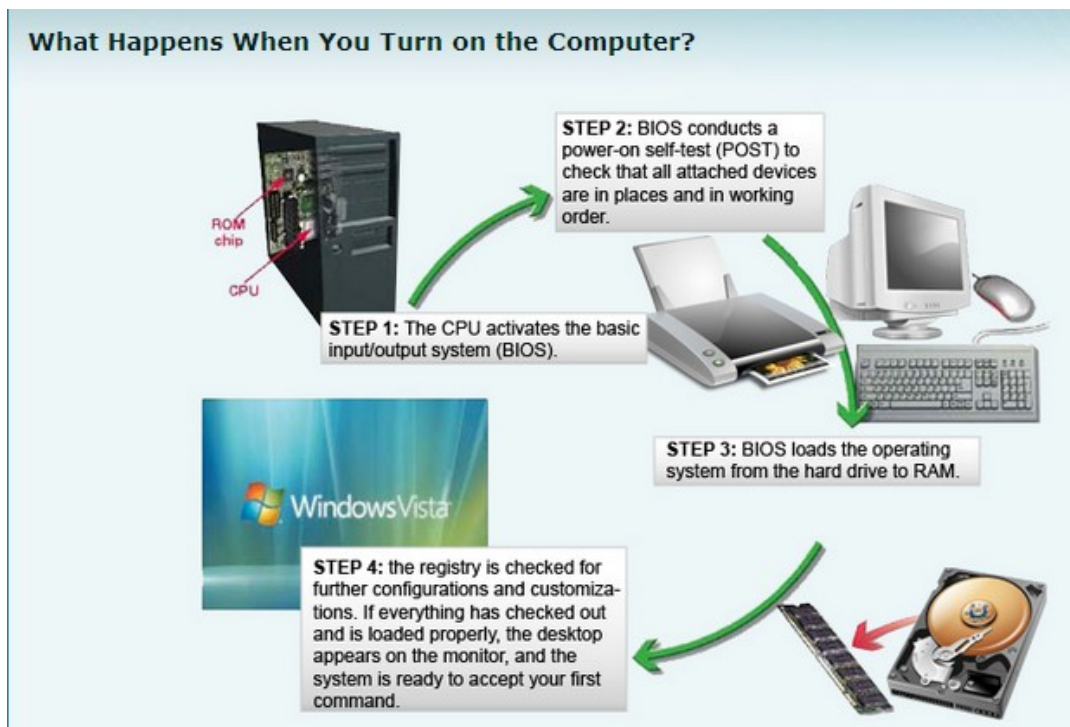 What Happens When You Turn on the Computer?
ROM
chip
CPU
STEP 1: The CPU activates the basic
input/output system (BIOS).
STEP 2: BIOS conducts a
power-on self-test (POST) to
check that all attached devices
are in places and in working
order.
STEP 3: BIOS loads the operating
system from the hard drive to RAM.
WindowsVista
STEP 4: the registry is checked for
further configurations and customiza-
tions. If everything has checked out
and is loaded properly, the desktop
appears on the monitor, and the
system is ready to accept your first
command.